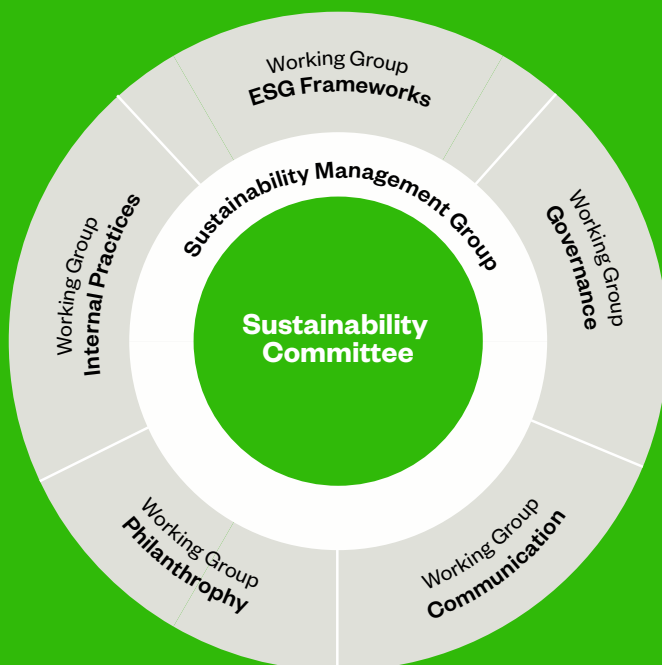 Working Group
ESG Frameworks
Sustainability Management Group
Working Group
Governance
Working Group
Internal Practices
Sustainability
Committee
Working Group
Philanthropy
Working Group
Communication